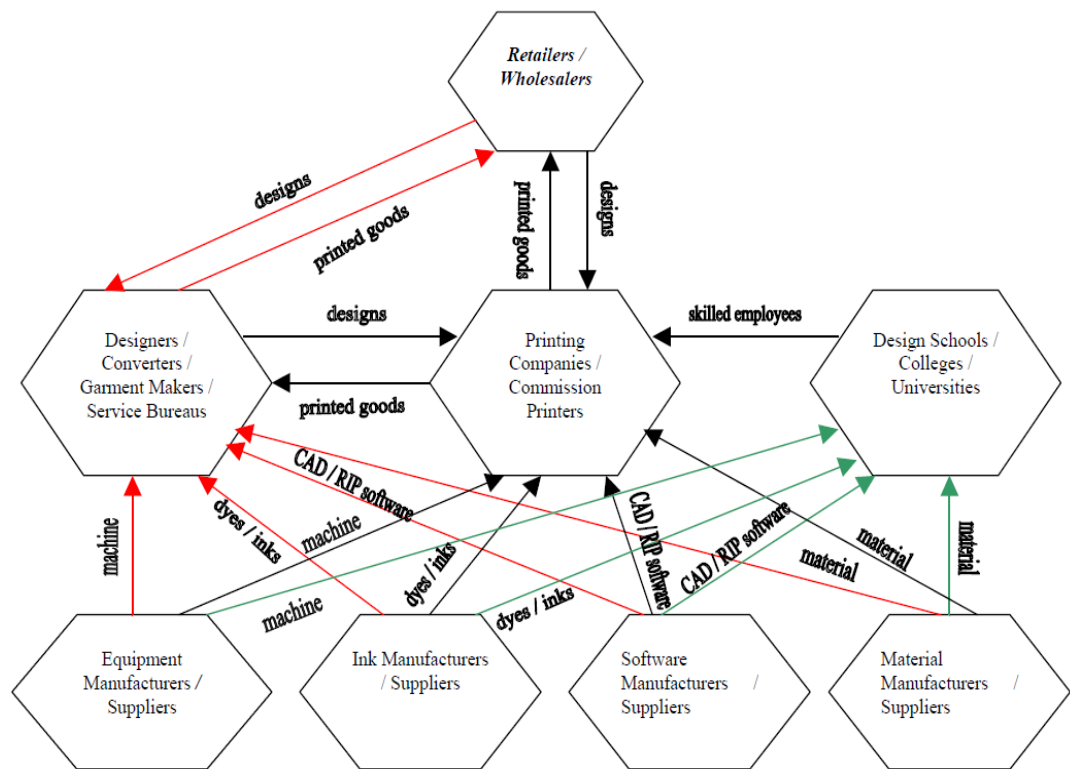 Retailers /
Wholesalers
designs
printed goods
printed goods
designs
Designers /
Converters /
Garment Makers /
Service Bureaus
designs
printed goods
Printing
Companies /
Commission
Printers
skilled employees
Design Schools /
Colleges /
Universities
machine
dyes / inks
machine
CAD / RIP software
machine
dyes / inks
dyes / inks
CAD / RIP software
CAD / RIP software
material
material
material
Equipment
Manufacturers /
Suppliers
Ink Manufacturers
/ Suppliers
Software
Manufacturers /
Suppliers
Material
Manufacturers /
Suppliers